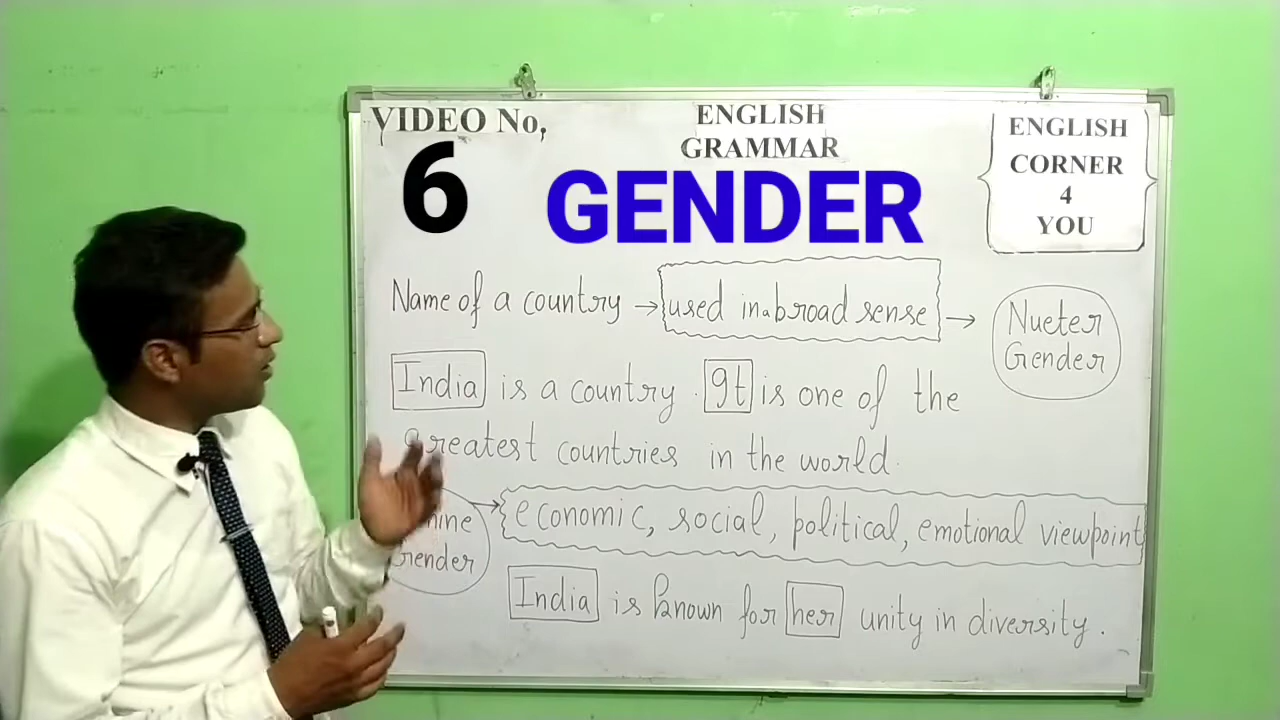 VIDEO No,
6
ENGLISH
GRAMMAR
GENDER
ENGLISH
CORNER
4
YOU
Name of a country → used in a broad sense →
Nueter
Gender
India is a country. It is one of the
greatest countries in the world.
→ economic, social, political, emotional viewpoint
Gender
India is known for her unity in diversity.